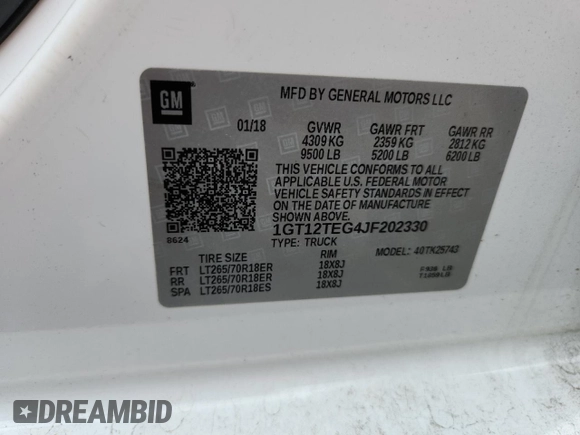 GM
MFD BY GENERAL MOTORS LLC
01/18 GVWR GAWR FRT GAWR RR
4309 KG 2359 KG 2812 KG
9500 LB 5200 LB 6200 LB
THIS VEHICLE CONFORMS TO ALL
APPLICABLE U.S. FEDERAL MOTOR
VEHICLE SAFETY STANDARDS IN EFFECT
ON THE DATE OF MANUFACTURE
SHOWN ABOVE.
8624
1GT12TEG4JF202330
TYPE: TRUCK MODEL: 40TK25743
TIRE SIZE RIM
FRT LT265/70R18ER 18X8J
RR LT265/70R18ER 18X8J
SPA LT265/70R18ES 18X8J
DREAMBID